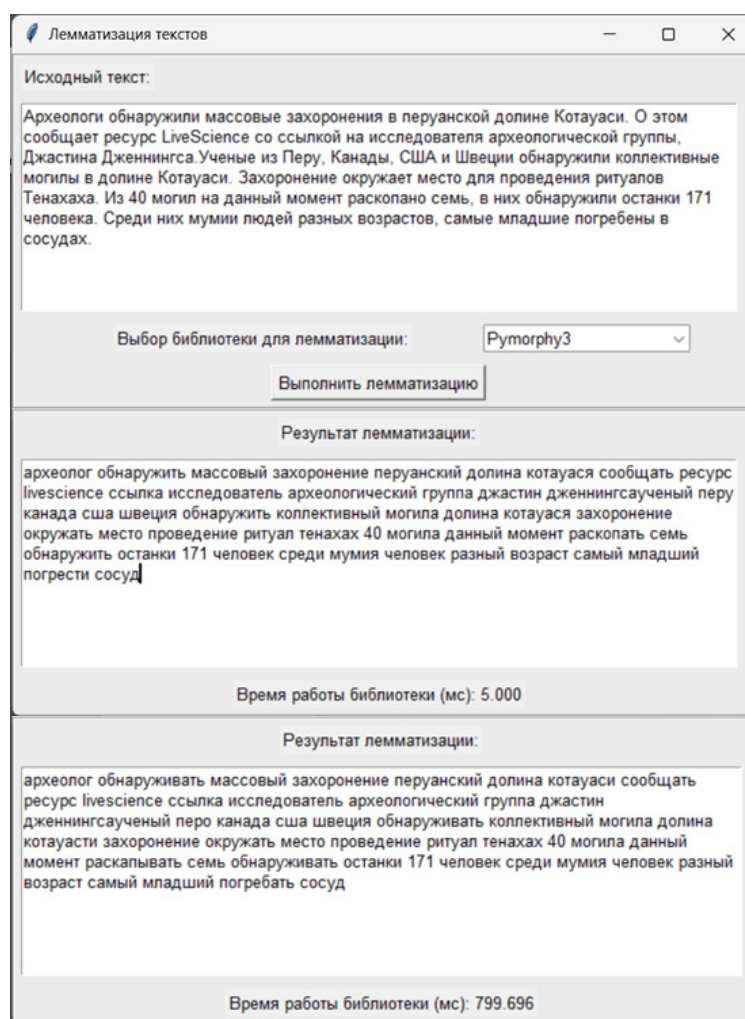 Лемматизация текстов
Исходный текст:
Археологи обнаружили массовые захоронения в перуанской долине Котауаси. О этом
сообщает ресурс LiveScience со ссылкой на исследователя археологической группы,
Джастина Дженнингса.Ученые из Перу, Канады, США и Швеции обнаружили коллективные
могилы в долине Котауаси. Захоронение окружает место для проведения ритуалов
Тенахаха. Из 40 могил на данный момент раскопано семь, в них обнаружили останки 171
человека. Среди них мумии людей разных возрастов, самые младшие погребены в
сосудах.
Выбор библиотеки для лемматизации: Pymorphy3
Выполнить лемматизацию
Результат лемматизации:
археолог обнаружить массовый захоронение перуанский долина котауася сообщать ресурс
livescience ссылка исследователь археологический группа джастин дженнингсаученый перу
канада сша швеция обнаружить коллективный могила долина котауася захоронение
окружать место проведение ритуал тенахах 40 могила данный момент раскопать семь
обнаружить останки 171 человек среди мумия человек разный возраст самый младший
погрести сосуд
Время работы библиотеки (мс): 5.000
Результат лемматизации:
археолог обнаруживать массовый захоронение перуанский долина котауаси сообщать
ресурс livescience ссылка исследователь археологический группа джастин
дженнингсаученый перо канада сша швеция обнаруживать коллективный могила долина
котауасти захоронение окружать место проведение ритуал тенахах 40 могила данный
момент раскапывать семь обнаруживать останки 171 человек среди мумия человек разный
возраст самый младший погребать сосуд
Время работы библиотеки (мс): 799.696